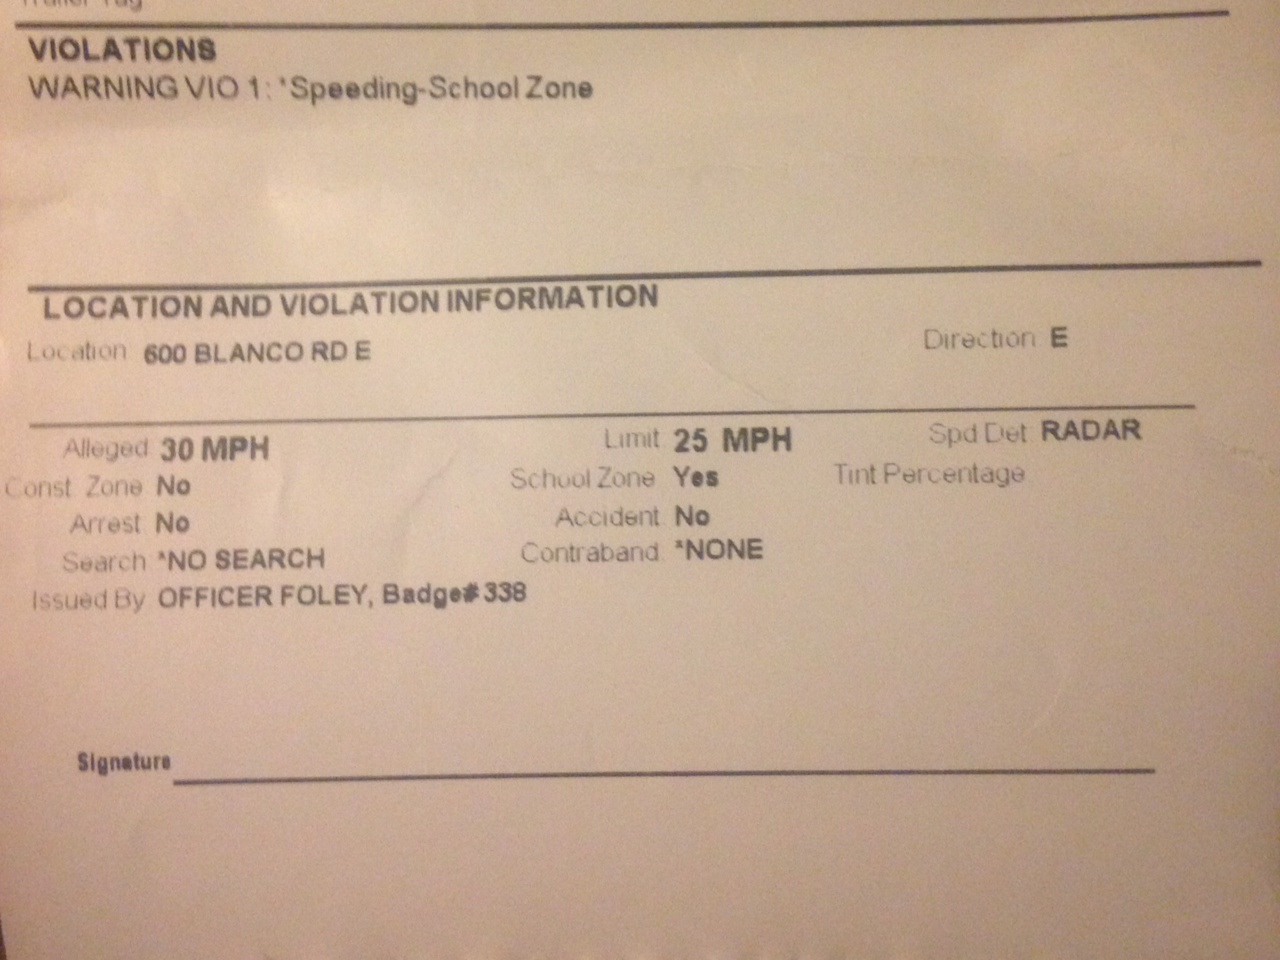 Trailer Tag
VIOLATIONS
WARNING VIO 1: *Speeding-School Zone
LOCATION AND VIOLATION INFORMATION
Location 600 BLANCO RD E Direction E
Alleged 30 MPH Limit 25 MPH Spd Det RADAR
Const Zone No School Zone Yes Tint Percentage
Arrest No Accident No
Search *NO SEARCH Contraband *NONE
Issued By OFFICER FOLEY, Badge# 338
Signature